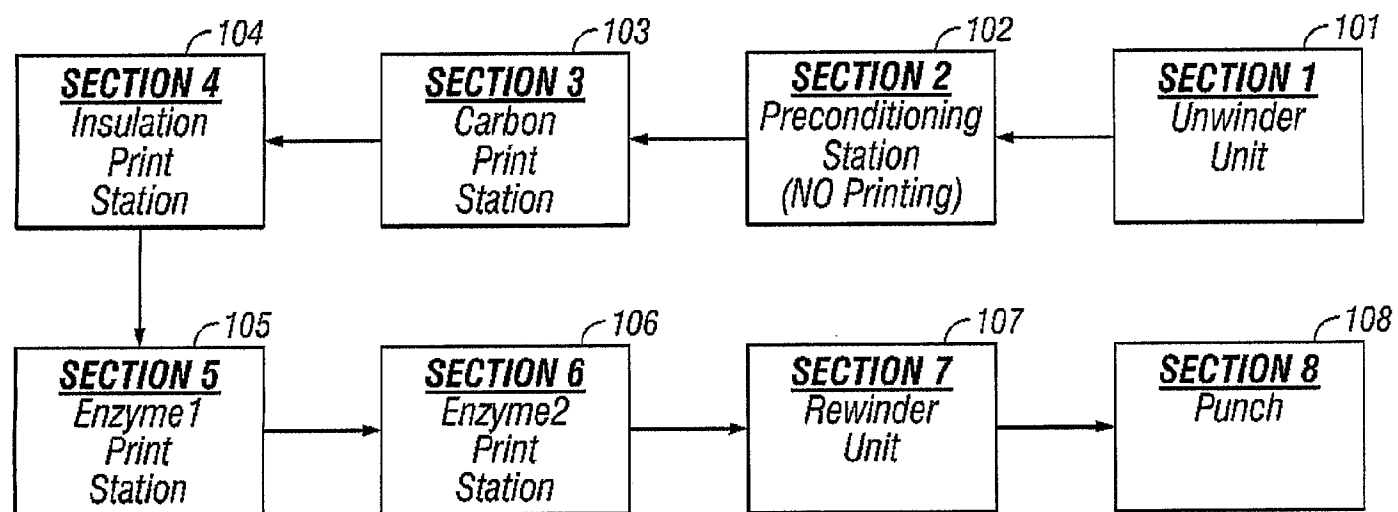 104
SECTION 4
Insulation
Print
Station
103
SECTION 3
Carbon
Print
Station
102
SECTION 2
Preconditioning
Station
(NO Printing)
101
SECTION 1
Unwinder
Unit
105
SECTION 5
Enzyme1
Print
Station
106
SECTION 6
Enzyme2
Print
Station
107
SECTION 7
Rewinder
Unit
108
SECTION 8
Punch